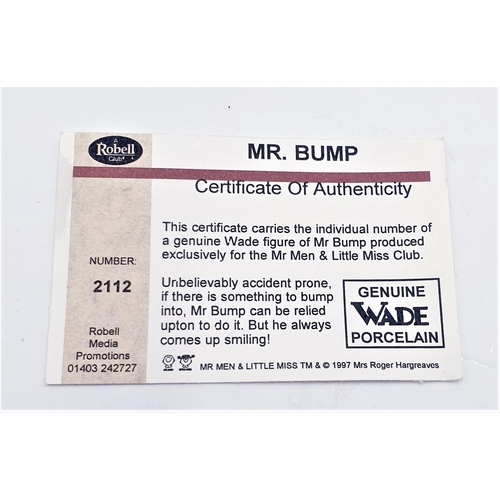 A
Robell
Club
MR. BUMP
Certificate Of Authenticity
This certificate carries the individual number of
a genuine Wade figure of Mr Bump produced
exclusively for the Mr Men & Little Miss Club.
NUMBER:
2112
Unbelievably accident prone,
if there is something to bump
into, Mr Bump can be relied
upton to do it. But he always
comes up smiling!
GENUINE
WADE
PORCELAIN
Robell
Media
Promotions
01403 242727
MR MEN & LITTLE MISS TM & © 1997 Mrs Roger Hargreaves